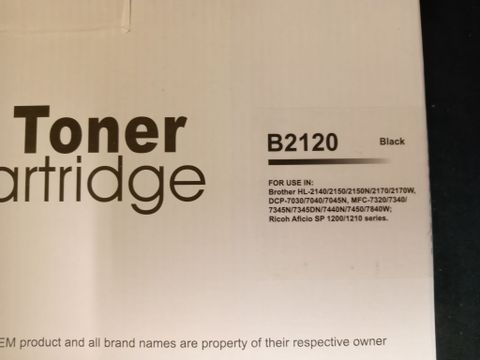 Toner
artridge
B2120 Black
FOR USE IN:
Brother HL-2140/2150/2150N/2170/2170W,
DCP-7030/7040/7045N, MFC-7320/7340/
7345N/7345DN/7440N/7450/7840W;
Ricoh Aficio SP 1200/1210 series.
EM product and all brand names are property of their respective owner